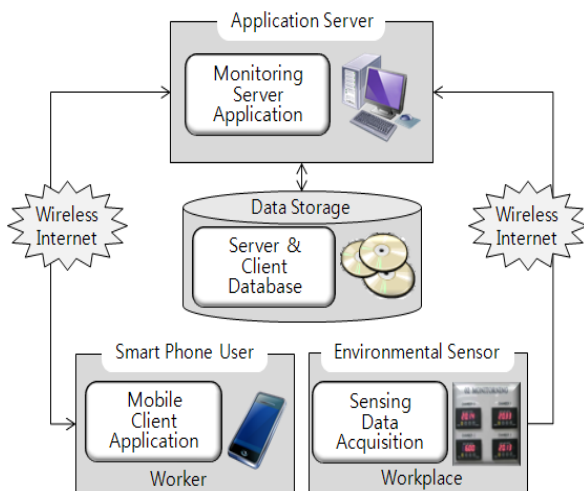 Application Server
Monitoring
Server
Application
Wireless
Internet
Data Storage
Server &
Client
Database
Wireless
Internet
Smart Phone User
Mobile
Client
Application
Worker
Environmental Sensor
Sensing
Data
Acquisition
Workplace